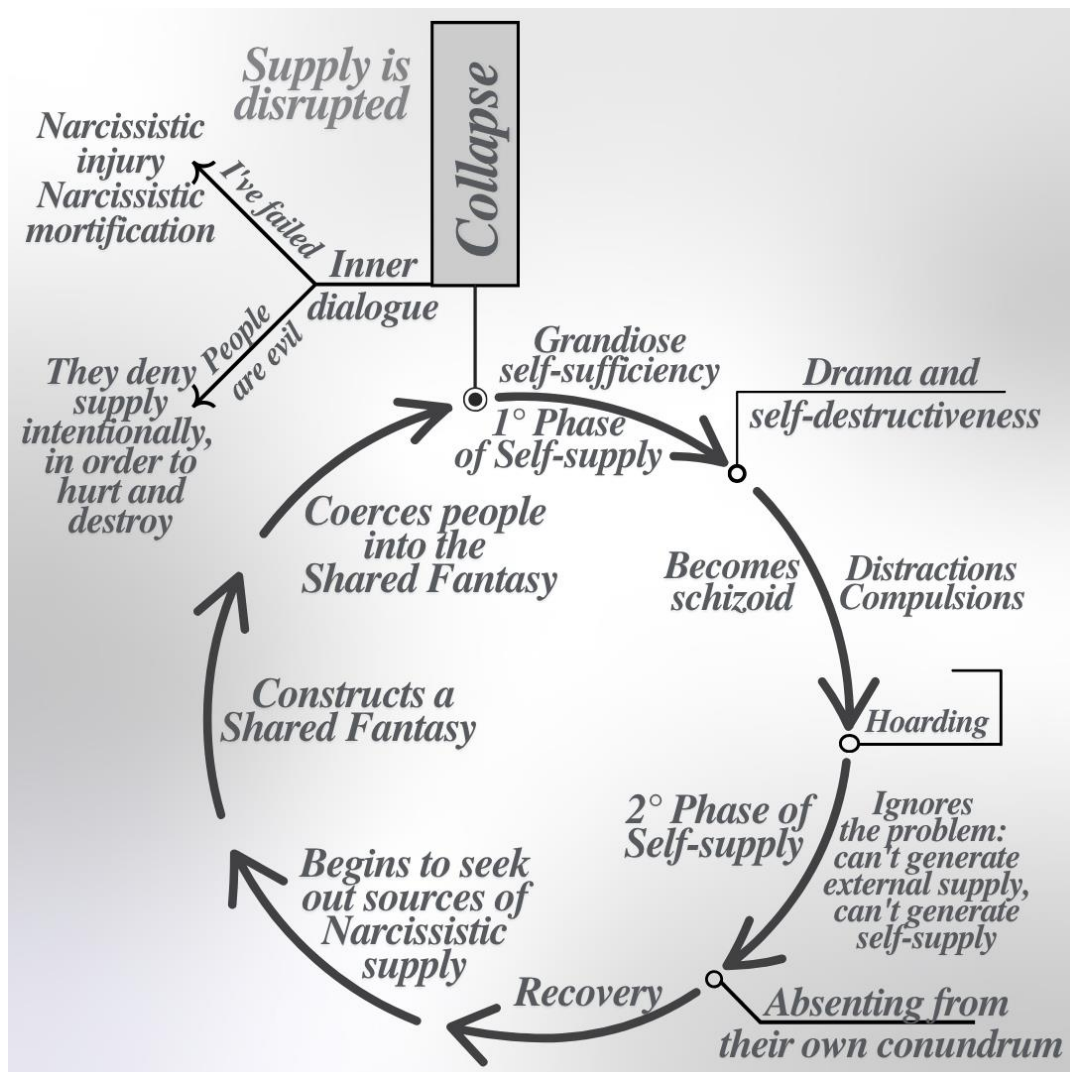 Supply is
disrupted
Collapse
Narcissistic
injury
Narcissistic
mortification
I've failed
Inner
dialogue
People
are evil
They deny
supply
intentionally,
in order to
hurt and
destroy
Grandiose
self-sufficiency
1° Phase
of Self-supply
Drama and
self-destructiveness
Becomes
schizoid
Distractions
Compulsions
Hoarding
2° Phase of
Self-supply
Ignores
the problem:
can't generate
external supply,
can't generate
self-supply
Absenting from
their own conundrum
Recovery
Begins to seek
out sources of
Narcissistic
supply
Constructs a
Shared Fantasy
Coerces people
into the
Shared Fantasy